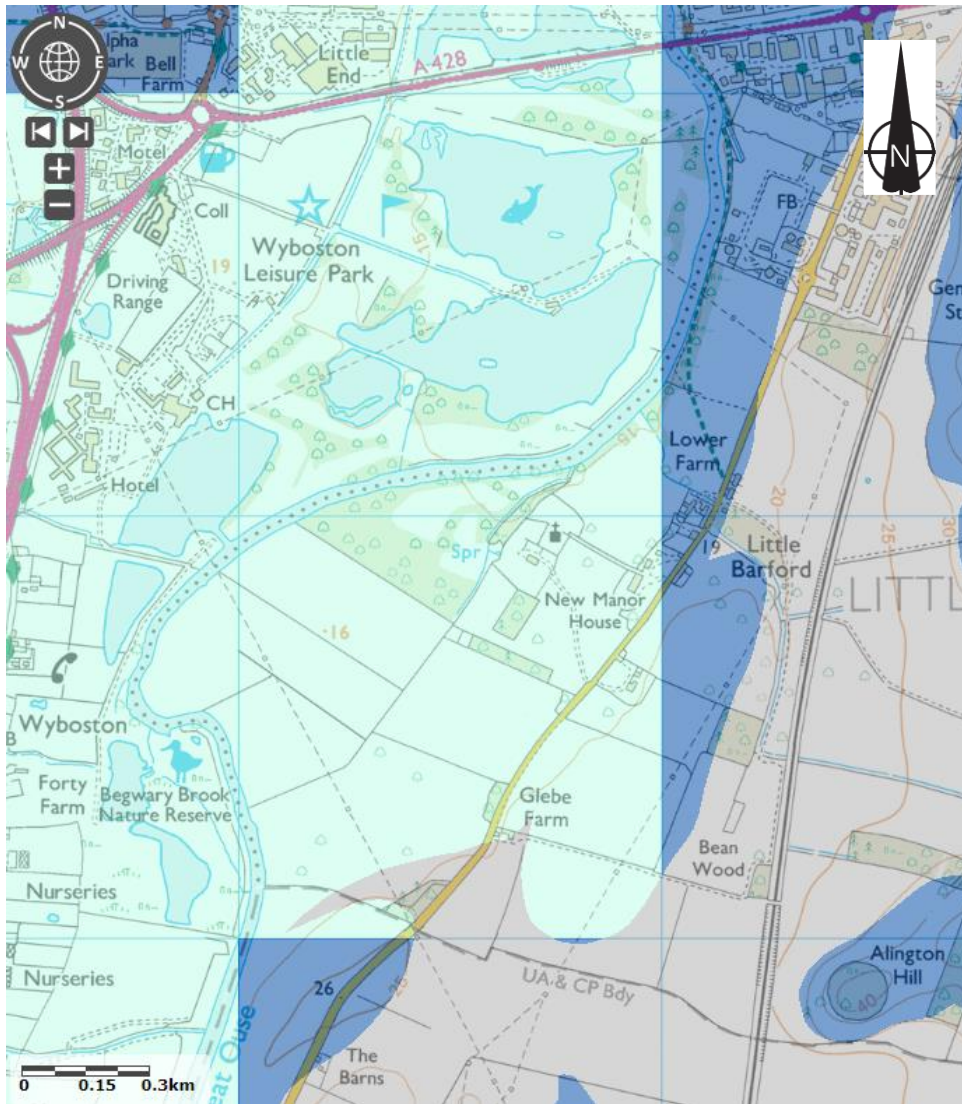 N
W
E
S
Park
Bell
Farm
Little
End
A 428
N
Motel
Coll
FB
15
19
Wyboston
Leisure Park
Driving
Range
CH
Hotel
15
Lower
Farm
20
25
30
Spr
19
Little
Barford
New Manor
House
16
Wyboston
B
Forty
Farm
Begwary Brook
Nature Reserve
Glebe
Farm
Bean
Wood
Nurseries
Nurseries
Alington
Hill
40
26
UA & CP Bdy
Ouse
The
Barns
0 0.15 0.3km